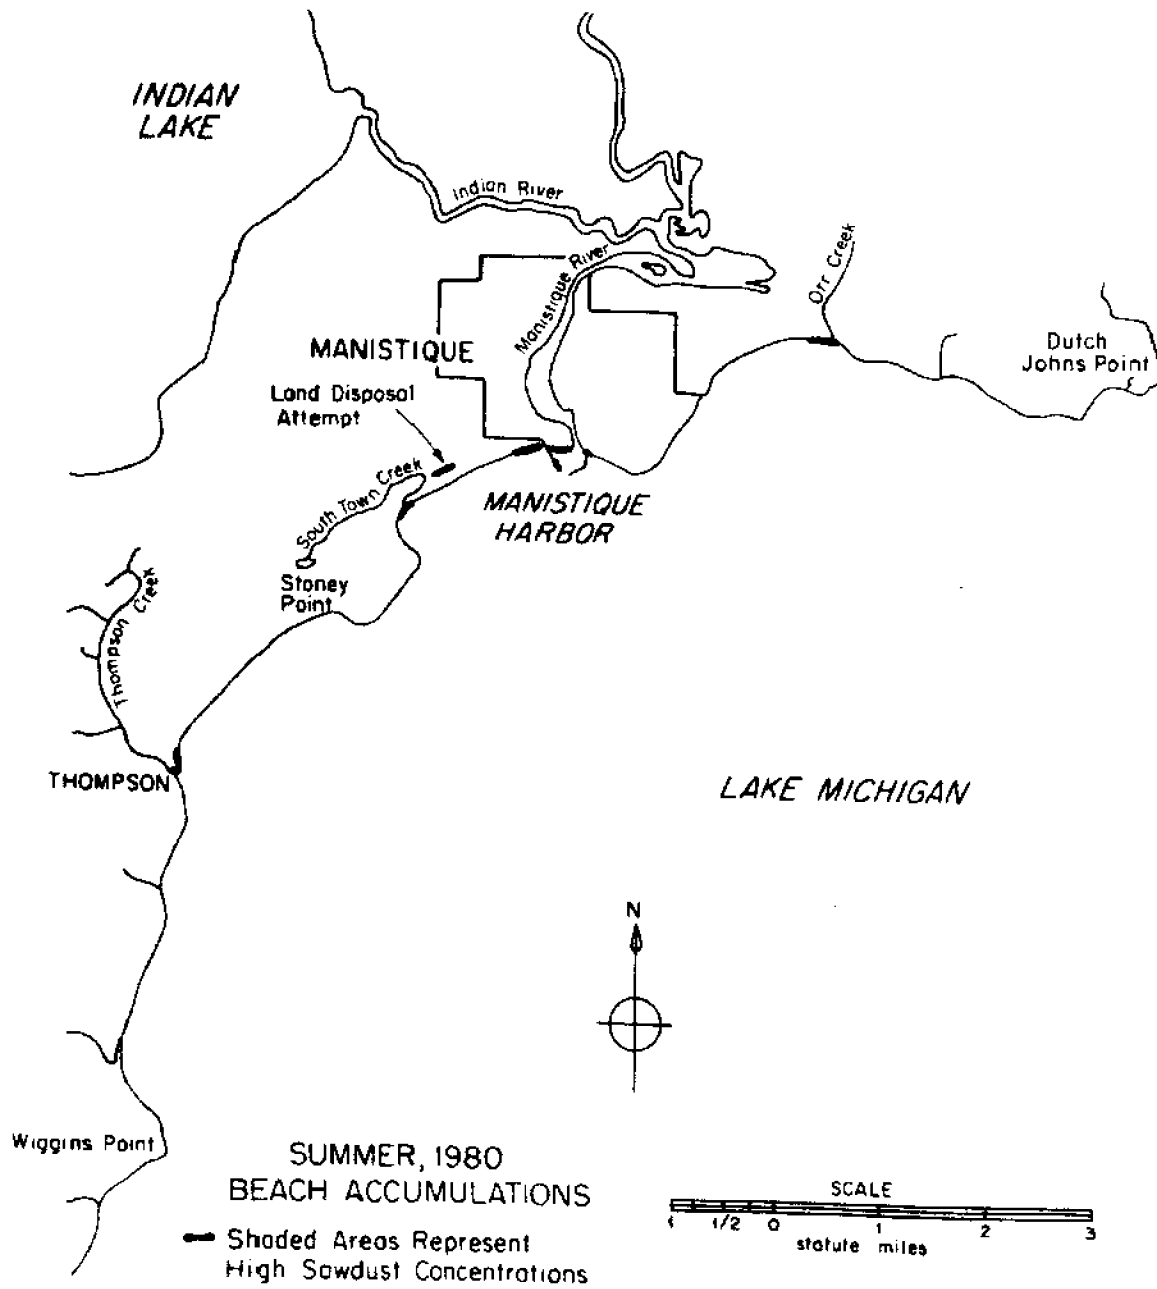 INDIAN
LAKE
Indian River
Manistique River
Orr Creek
Dutch
Johns Point
MANISTIQUE
Land Disposal
Attempt
South Town Creek
MANISTIQUE
HARBOR
Stoney
Point
Thompson Creek
THOMPSON
LAKE MICHIGAN
N
Wiggins Point
SUMMER, 1980
BEACH ACCUMULATIONS
Shaded Areas Represent
High Sawdust Concentrations
SCALE
1 1/2 0 1 2 3
statute miles